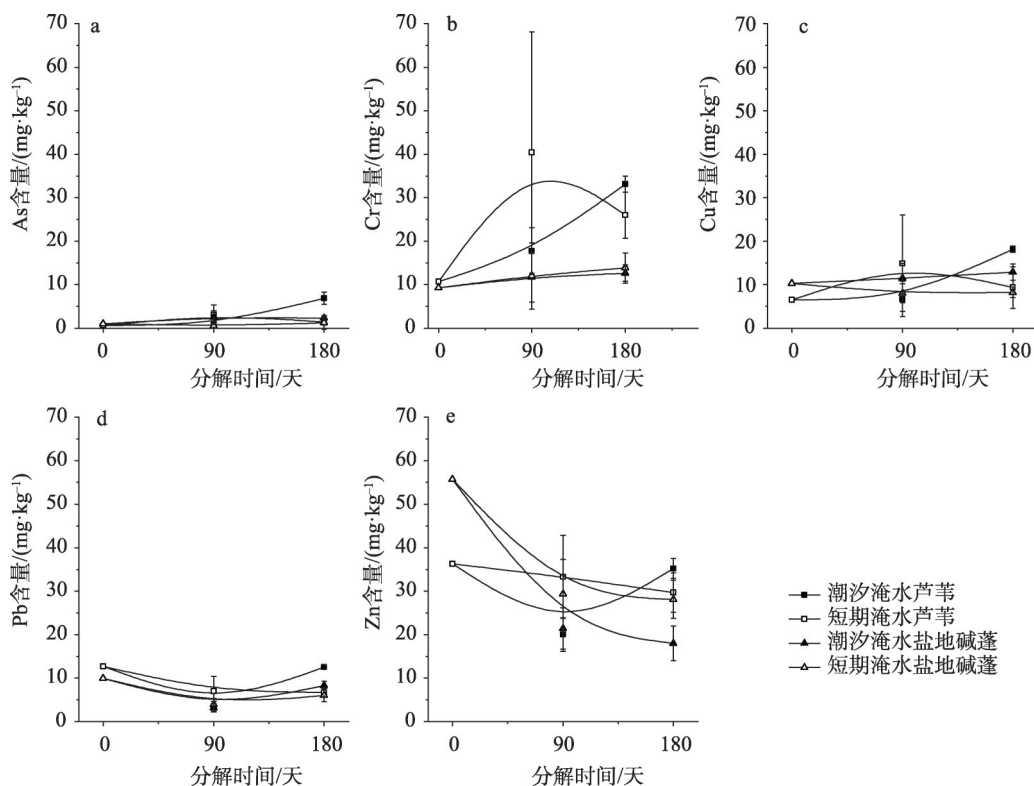 a
70
60
50
40
30
20
10
0
As含量/(mg·kg⁻¹)
0 90 180
分解时间/天
b
70
60
50
40
30
20
10
0
Cr含量/(mg·kg⁻¹)
0 90 180
分解时间/天
c
70
60
50
40
30
20
10
0
Cu含量/(mg·kg⁻¹)
0 90 180
分解时间/天
d
70
60
50
40
30
20
10
0
Pb含量/(mg·kg⁻¹)
0 90 180
分解时间/天
e
70
60
50
40
30
20
10
0
Zn含量/(mg·kg⁻¹)
0 90 180
分解时间/天
潮汐淹水芦苇
短期淹水芦苇
潮汐淹水盐地碱蓬
短期淹水盐地碱蓬